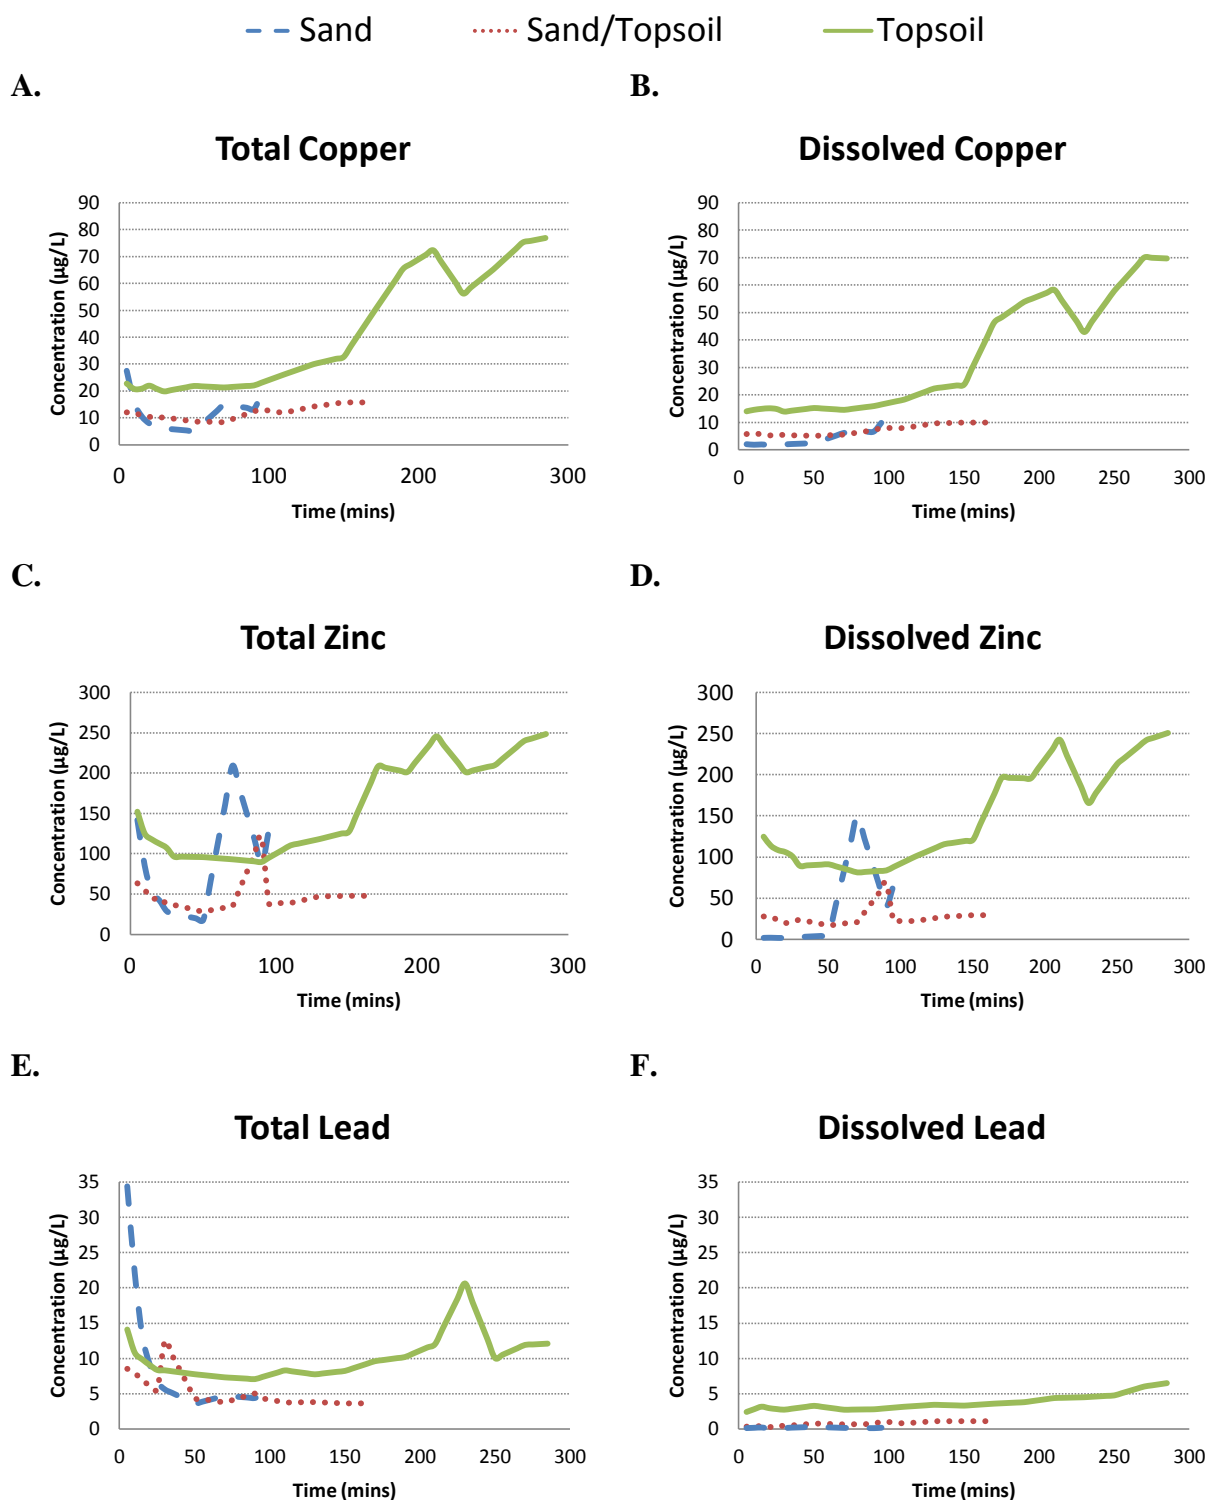 Sand Sand/Topsoil Topsoil
A. B.
Total Copper
Concentration (µg/L)
90
80
70
60
50
40
30
20
10
0
0 100 200 300
Time (mins)
Dissolved Copper
Concentration (µg/L)
90
80
70
60
50
40
30
20
10
0
0 50 100 150 200 250 300
Time (mins)
C. D.
Total Zinc
Concentration (µg/L)
300
250
200
150
100
50
0
0 100 200 300
Time (mins)
Dissolved Zinc
Concentration (µg/L)
300
250
200
150
100
50
0
0 50 100 150 200 250 300
Time (mins)
E. F.
Total Lead
Concentration (µg/L)
35
30
25
20
15
10
5
0
0 50 100 150 200 250 300
Time (mins)
Dissolved Lead
Concentration (µg/L)
35
30
25
20
15
10
5
0
0 50 100 150 200 250 300
Time (mins)